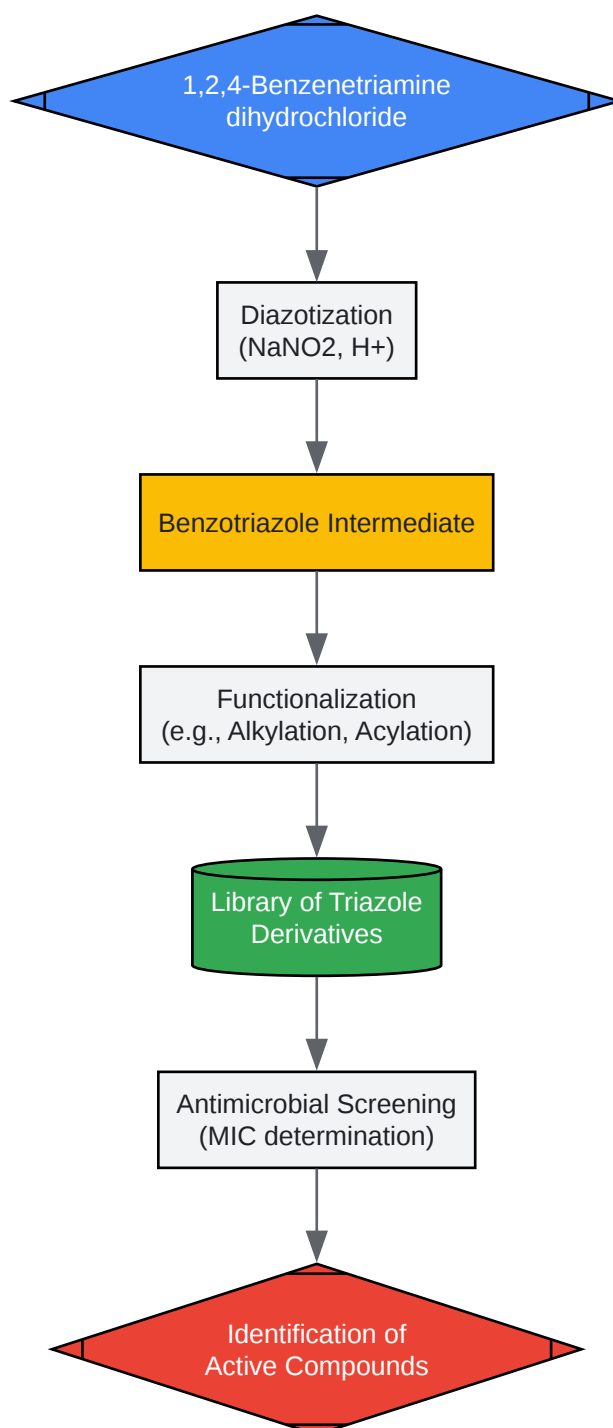 1,2,4-Benzenetriamine
dihydrochloride
Diazotization
(NaNO2, H+)
Benzotriazole Intermediate
Functionalization
(e.g., Alkylation, Acylation)
Library of Triazole
Derivatives
Antimicrobial Screening
(MIC determination)
Identification of
Active Compounds